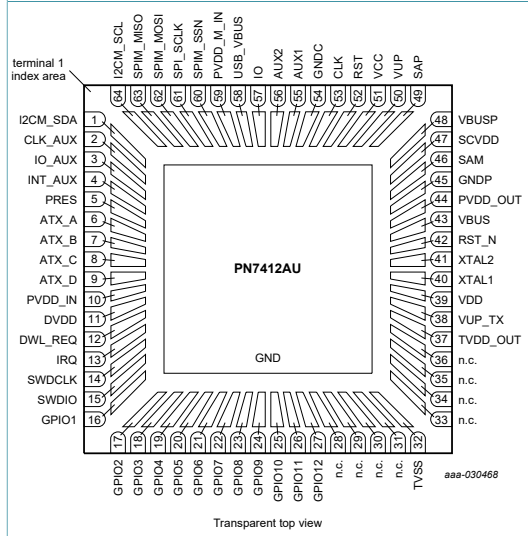 terminal 1
index area
I2CM_SCL
SPIM_MISO
SPIM_MOSI
SPI_SCLK
SPIM_SSN
PVDD_M_IN
USB_VBUS
IO
AUX2
AUX1
GNDC
CLK
RST
VCC
VUP
SAP
64
63
62
61
60
59
58
57
56
55
54
53
52
51
50
49
I2CM_SDA 1
CLK_AUX 2
IO_AUX 3
INT_AUX 4
PRES 5
ATX_A 6
ATX_B 7
ATX_C 8
ATX_D 9
PVDD_IN 10
DVDD 11
DWL_REQ 12
IRQ 13
SWDCLK 14
SWDIO 15
GPIO1 16
PN7412AU
GND
48 VBUSP
47 SCVDD
46 SAM
45 GNDP
44 PVDD_OUT
43 VBUS
42 RST_N
41 XTAL2
40 XTAL1
39 VDD
38 VUP_TX
37 TVDD_OUT
36 n.c.
35 n.c.
34 n.c.
33 n.c.
17
18
19
20
21
22
23
24
25
26
27
28
29
30
31
32
GPIO2
GPIO3
GPIO4
GPIO5
GPIO6
GPIO7
GPIO8
GPIO9
GPIO10
GPIO11
GPIO12
n.c.
n.c.
n.c.
n.c.
TVSS
aaa-030468
Transparent top view